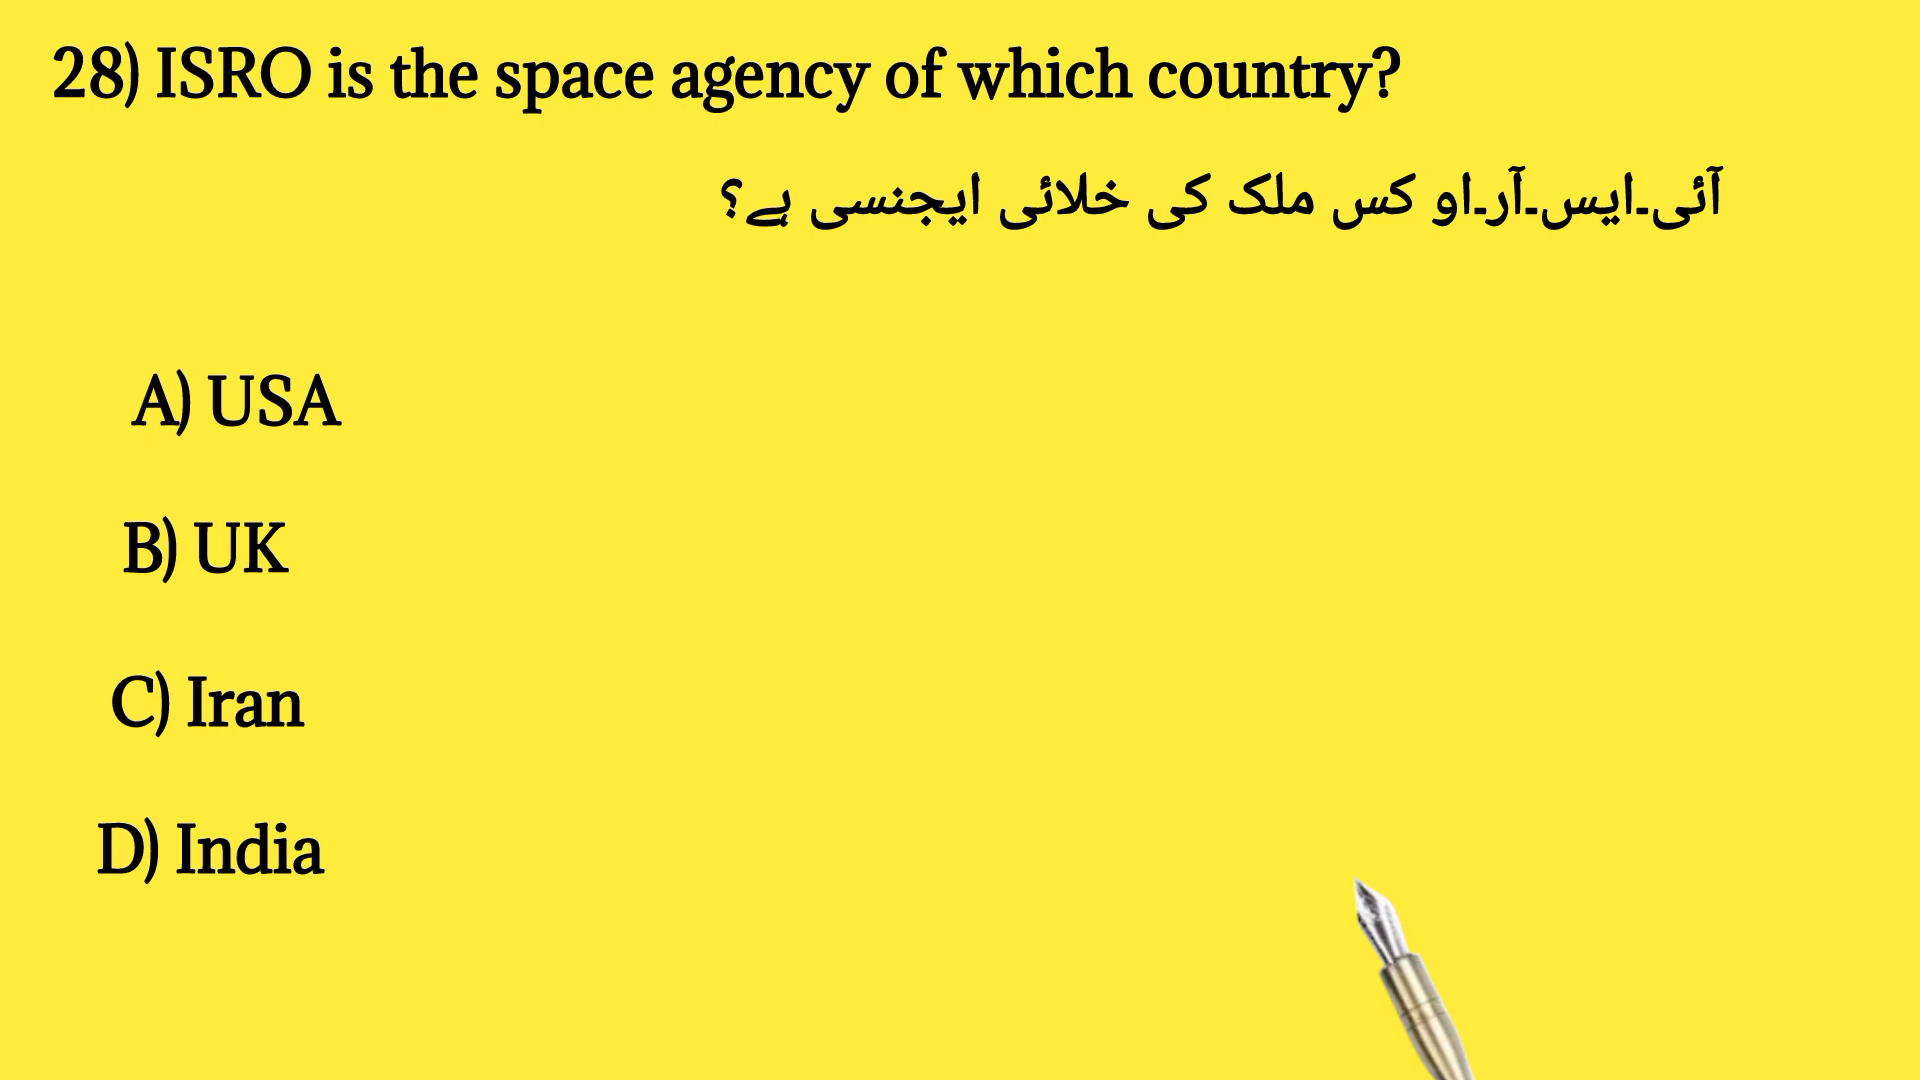 28) ISRO is the space agency of which country?
آئی۔ایس۔آر۔او کس ملک کی خلائی ایجنسی ہے؟
A) USA
B) UK
C) Iran
D) India